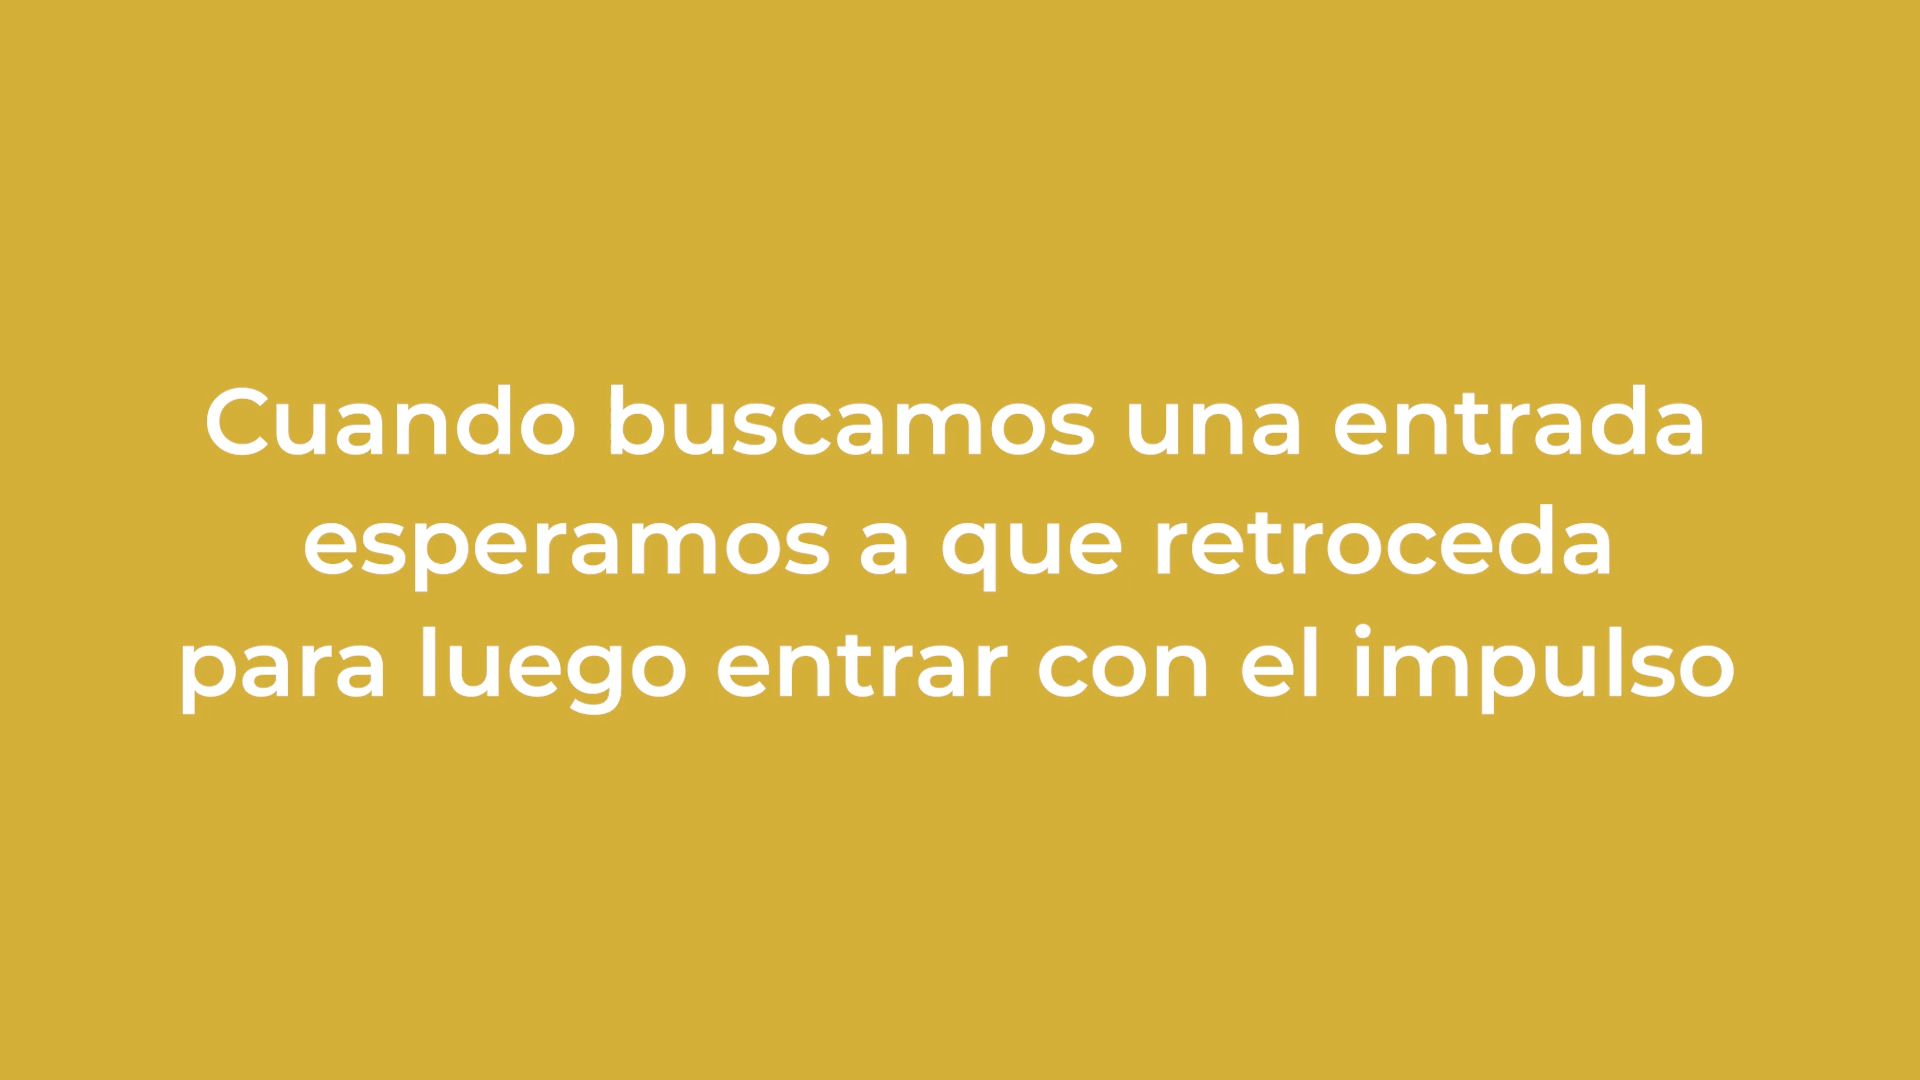 Cuando buscamos una entrada
esperamos a que retroceda
para luego entrar con el impulso